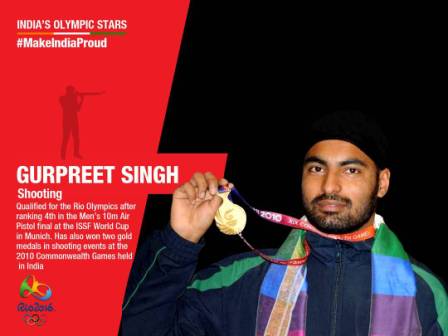 INDIA'S OLYMPIC STARS
#MakeIndiaProud
GURPREET SINGH
Shooting
Qualified for the Rio Olympics after
ranking 4th in the Men's 10m Air
Pistol final at the ISSF World Cup
in Munich. Has also won two gold
medals in shooting events at the
2010 Commonwealth Games held
in India
2010
Rio2016